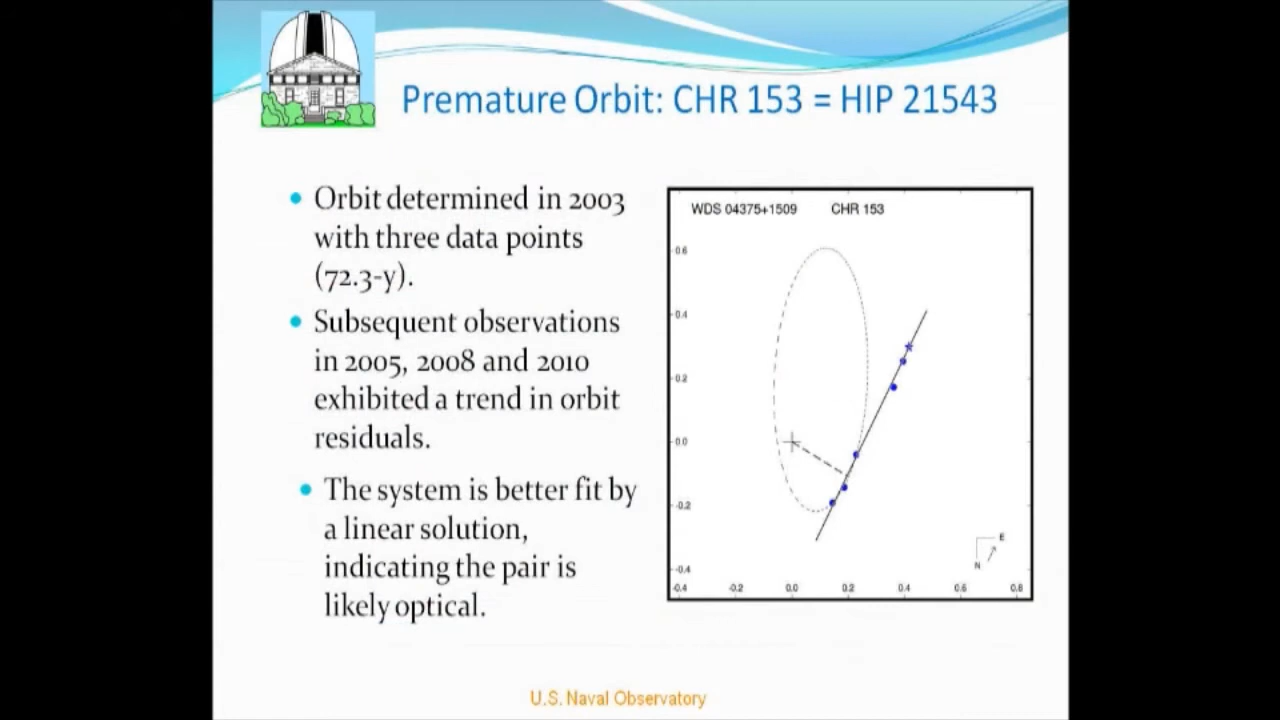 Premature Orbit: CHR 153 = HIP 21543
Orbit determined in 2003
with three data points
(72.3-y).
Subsequent observations
in 2005, 2008 and 2010
exhibited a trend in orbit
residuals.
The system is better fit by
a linear solution,
indicating the pair is
likely optical.
WDS 04375+1509 CHR 153
0.6
0.4
0.2
0.0
-0.2
-0.4
-0.4 -0.2 0.0 0.2 0.4 0.6 0.8
E
N
U.S. Naval Observatory